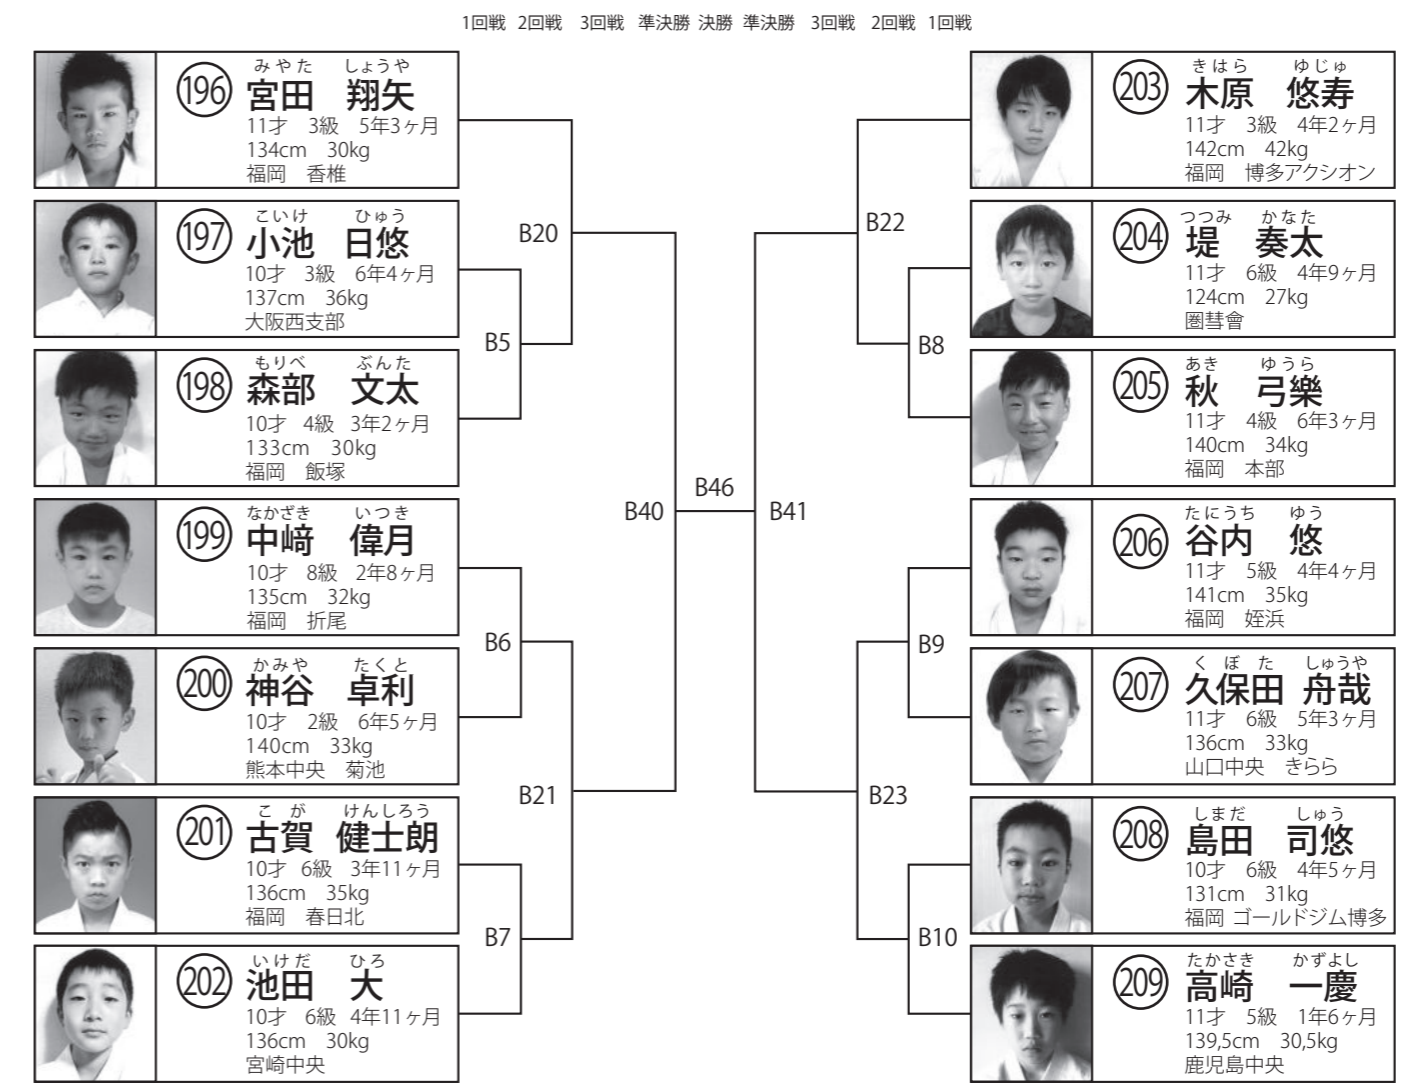 1回戦 2回戦 3回戦 準決勝 決勝 準決勝 3回戦 2回戦 1回戦
196
みやた しょうや
宮田 翔矢
11才 3級 5年3ヶ月
134cm 30kg
福岡 香椎
197
こいけ ひゅう
小池 日悠
10才 3級 6年4ヶ月
137cm 36kg
大阪西支部
198
もりべ ぶんた
森部 文太
10才 4級 3年2ヶ月
133cm 30kg
福岡 飯塚
199
なかざき いつき
中﨑 偉月
10才 8級 2年8ヶ月
135cm 32kg
福岡 折尾
200
かみや たくと
神谷 卓利
10才 2級 6年5ヶ月
140cm 33kg
熊本中央 菊池
201
こが けんしろう
古賀 健士朗
10才 6級 3年11ヶ月
136cm 35kg
福岡 春日北
202
いけだ ひろ
池田 大
10才 6級 4年11ヶ月
136cm 30kg
宮崎中央
B20
B5
B6
B21
B7
B40
B46
B41
B22
B8
B9
B23
B10
203
きはら ゆじゅ
木原 悠寿
11才 3級 4年2ヶ月
142cm 42kg
福岡 博多アクシオン
204
つつみ かなた
堤 奏太
11才 6級 4年9ヶ月
124cm 27kg
圏彗會
205
あき ゆうら
秋 弓樂
11才 4級 6年3ヶ月
140cm 34kg
福岡 本部
206
たにうち ゆう
谷内 悠
11才 5級 4年4ヶ月
141cm 35kg
福岡 姪浜
207
くぼた しゅうや
久保田 舟哉
11才 6級 5年3ヶ月
136cm 33kg
山口中央 きらら
208
しまだ しゅう
島田 司悠
10才 6級 4年5ヶ月
131cm 31kg
福岡 ゴールドジム博多
209
たかさき かずよし
高崎 一慶
11才 5級 1年6ヶ月
139,5cm 30,5kg
鹿児島中央